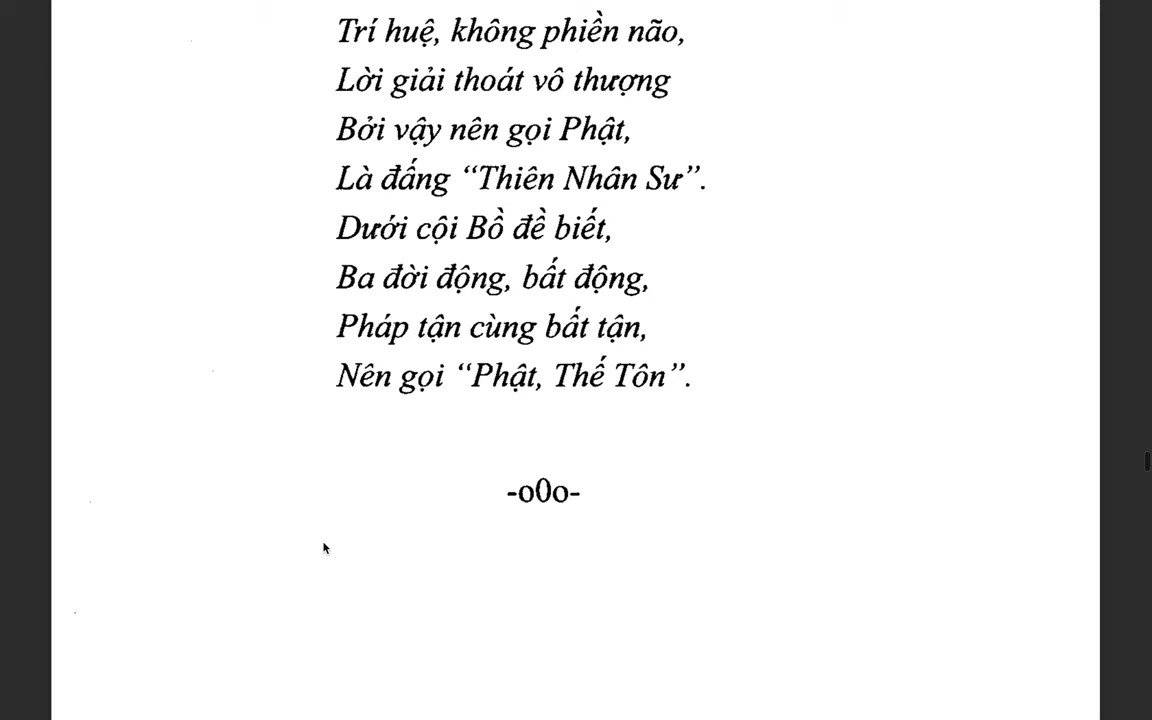 Trí huệ, không phiền não,
Lời giải thoát vô thượng
Bởi vậy nên gọi Phật,
Là đấng “Thiên Nhân Sư”.
Dưới cội Bồ đề biết,
Ba đời động, bất động,
Pháp tận cùng bất tận,
Nên gọi “Phật, Thế Tôn”.
-o0o-